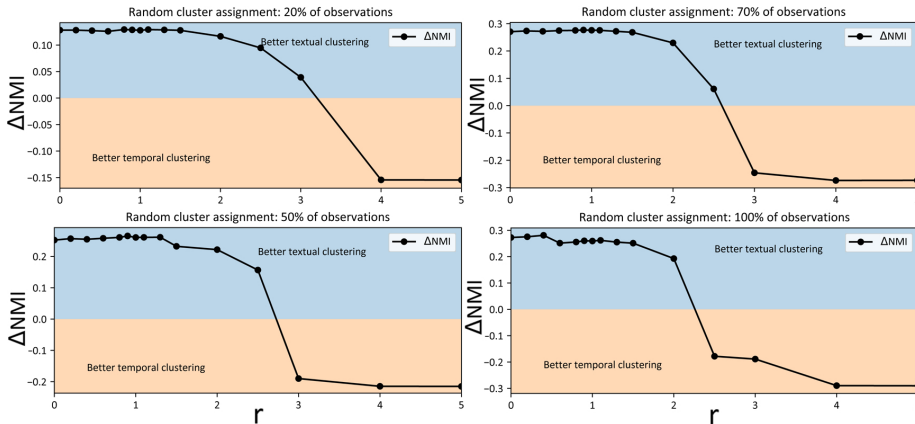 Random cluster assignment: 20% of observations
ΔNMI
0.10
0.05
0.00
−0.05
−0.10
−0.15
Better textual clustering
ΔNMI
Better temporal clustering
0 1 2 3 4 5
Random cluster assignment: 70% of observations
ΔNMI
0.3
0.2
0.1
0.0
−0.1
−0.2
−0.3
Better textual clustering
ΔNMI
Better temporal clustering
0 1 2 3 4
Random cluster assignment: 50% of observations
ΔNMI
0.2
0.1
0.0
−0.1
−0.2
Better textual clustering
ΔNMI
Better temporal clustering
0 1 2 3 4 5
r
Random cluster assignment: 100% of observations
ΔNMI
0.3
0.2
0.1
0.0
−0.1
−0.2
−0.3
Better textual clustering
ΔNMI
Better temporal clustering
0 1 2 3 4
r